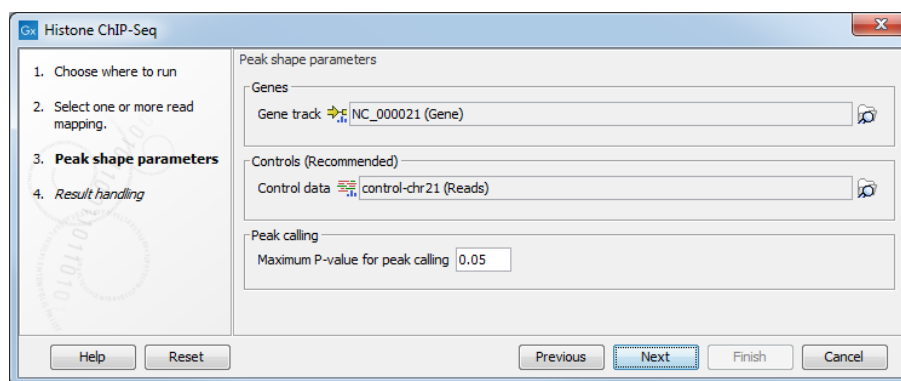 Gx Histone ChIP-Seq
1. Choose where to run
2. Select one or more read
mapping.
3. Peak shape parameters
4. Result handling
Peak shape parameters
Genes
Gene track NC_000021 (Gene)
Controls (Recommended)
Control data control-chr21 (Reads)
Peak calling
Maximum P-value for peak calling 0.05
Help Reset Previous Next Finish Cancel